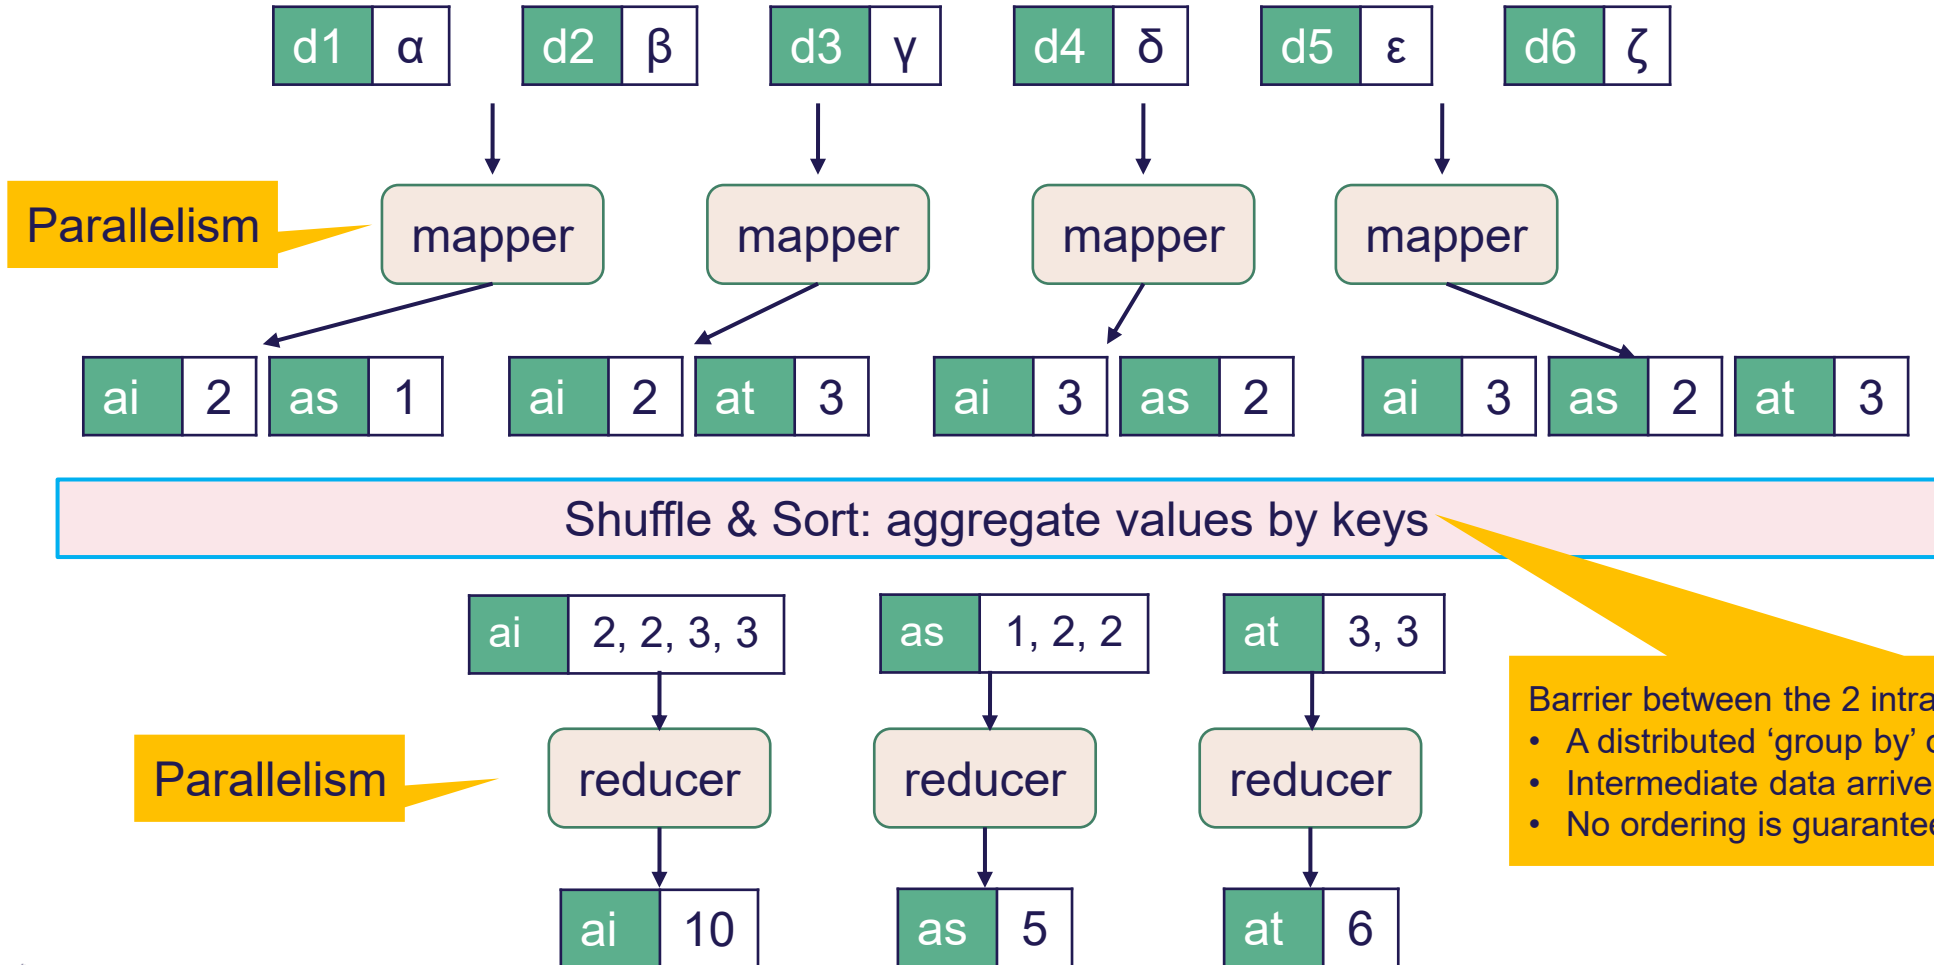 d1 α d2 β d3 γ d4 δ d5 ε d6 ζ
Parallelism
mapper mapper mapper mapper
ai 2 as 1 ai 2 at 3 ai 3 as 2 ai 3 as 2 at 3
Shuffle & Sort: aggregate values by keys
ai 2, 2, 3, 3 as 1, 2, 2 at 3, 3
Barrier between the 2 intra
• A distributed ‘group by’
• Intermediate data arrive
• No ordering is guarantee
Parallelism
reducer reducer reducer
ai 10 as 5 at 6